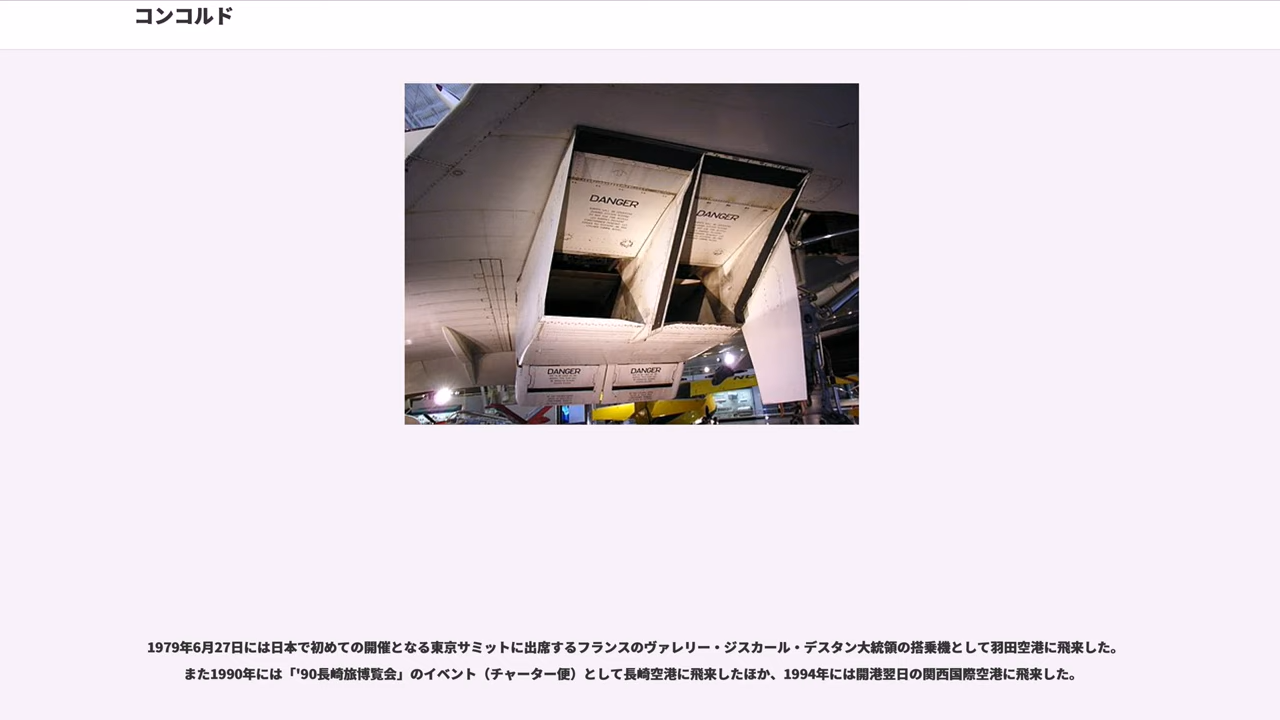 コンコルド
DANGER
DANGER
DANGER
DANGER
1979年6月27日には日本で初めての開催となる東京サミットに出席するフランスのヴァレリー・ジスカール・デスタン大統領の搭乗機として羽田空港に飛来した。
また1990年には「'90長崎旅博覧会」のイベント（チャーター便）として長崎空港に飛来したほか、1994年には開港翌日の関西国際空港に飛来した。